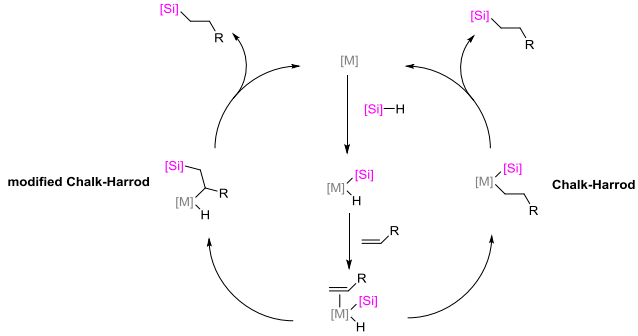 [Si]
R
[Si]
R
[M]
[Si]—H
[Si]
R
[M]
H
modified Chalk-Harrod
[Si]
[M]
H
[Si]
[M]
R
Chalk-Harrod
R
R
[Si]
[M]
H